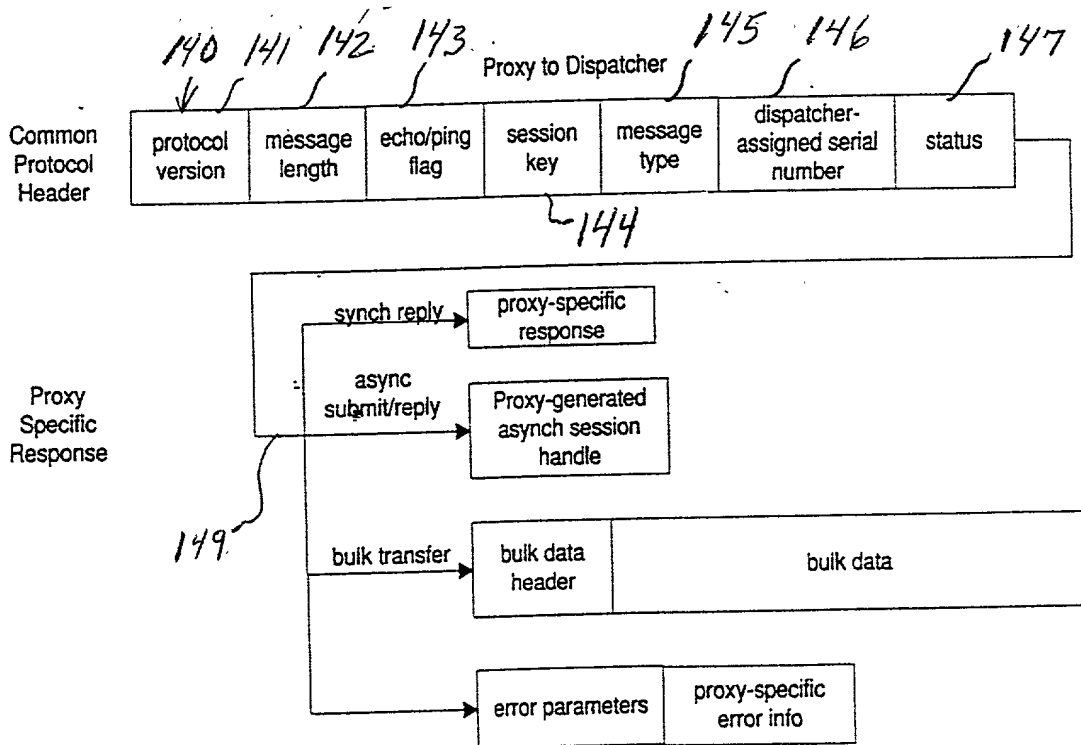 140 141 142 143 145 146 147
Proxy to Dispatcher
Common
Protocol
Header
protocol
version
message
length
echo/ping
flag
session
key
message
type
dispatcher-
assigned serial
number
status
144
synch reply
proxy-specific
response
Proxy
Specific
Response
async
submit/reply
Proxy-generated
asynch session
handle
149
bulk transfer
bulk data
header
bulk data
error parameters
proxy-specific
error info